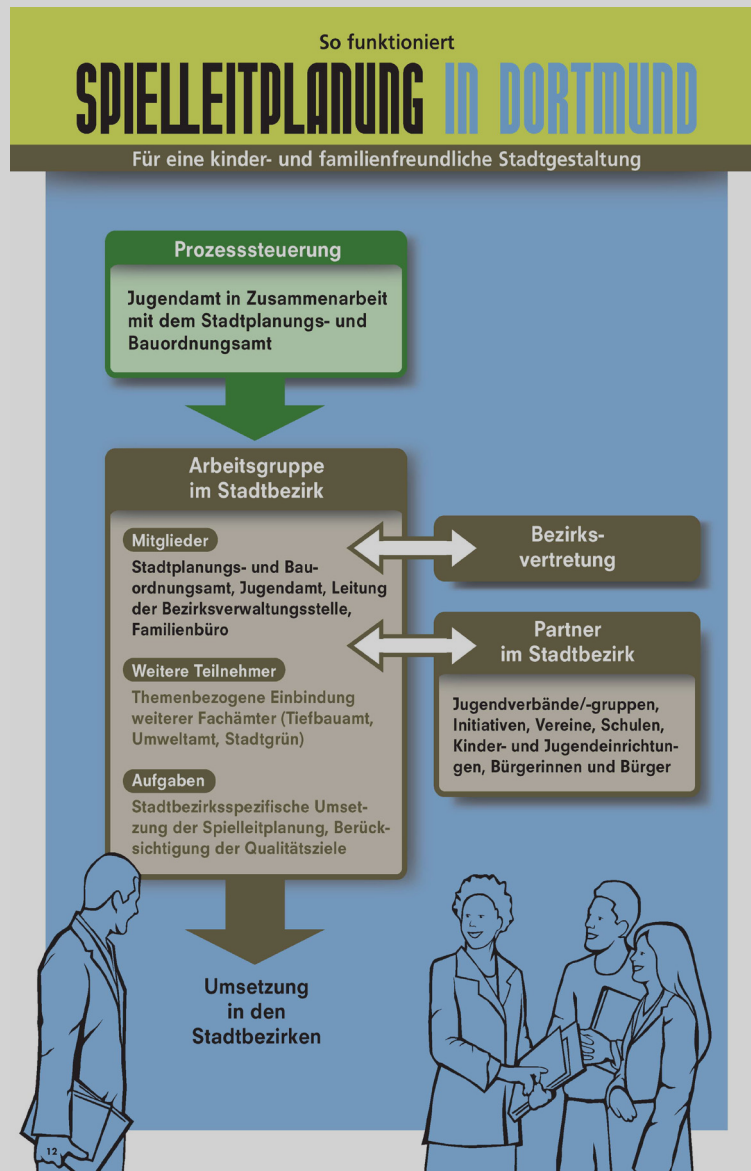 So funktioniert
SPIELLEITPLANUNG IN DORTMUND
Für eine kinder- und familienfreundliche Stadtgestaltung
Prozesssteuerung
Jugendamt in Zusammenarbeit
mit dem Stadtplanungs- und
Bauordnungsamt
Arbeitsgruppe
im Stadtbezirk
Mitglieder
Stadtplanungs- und Bau-
ordnungsamt, Jugendamt, Leitung
der Bezirksverwaltungsstelle,
Familienbüro
Weitere Teilnehmer
Themenbezogene Einbindung
weiterer Fachämter (Tiefbauamt,
Umweltamt, Stadtgrün)
Aufgaben
Stadtbezirksspezifische Umset-
zung der Spielleitplanung, Berück-
sichtigung der Qualitätsziele
Bezirks-
vertretung
Partner
im Stadtbezirk
Jugendverbände/-gruppen,
Initiativen, Vereine, Schulen,
Kinder- und Jugendeinrichtun-
gen, Bürgerinnen und Bürger
Umsetzung
in den
Stadtbezirken
12